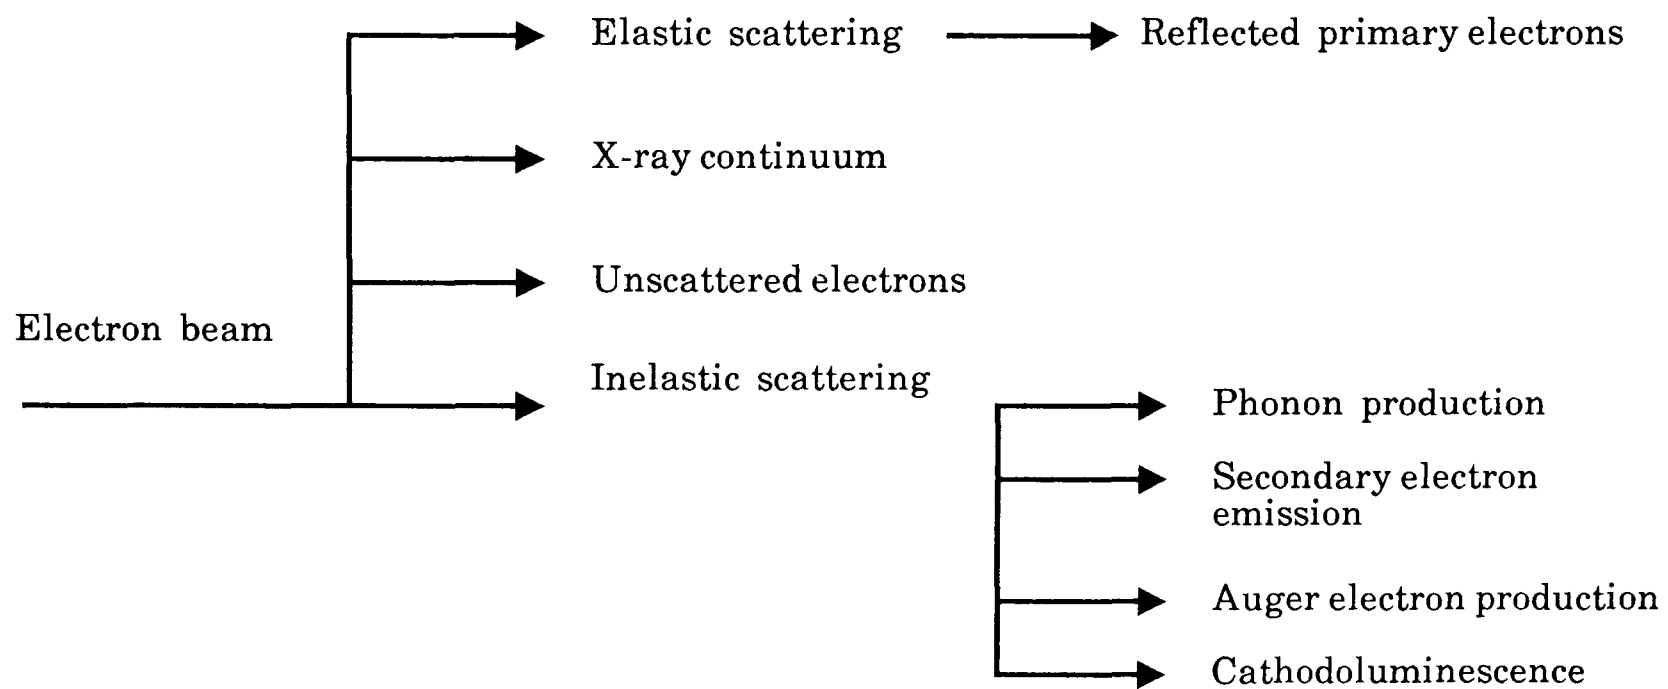 Elastic scattering
Reflected primary electrons
X-ray continuum
Unscattered electrons
Electron beam
Inelastic scattering
Phonon production
Secondary electron
emission
Auger electron production
Cathodoluminescence